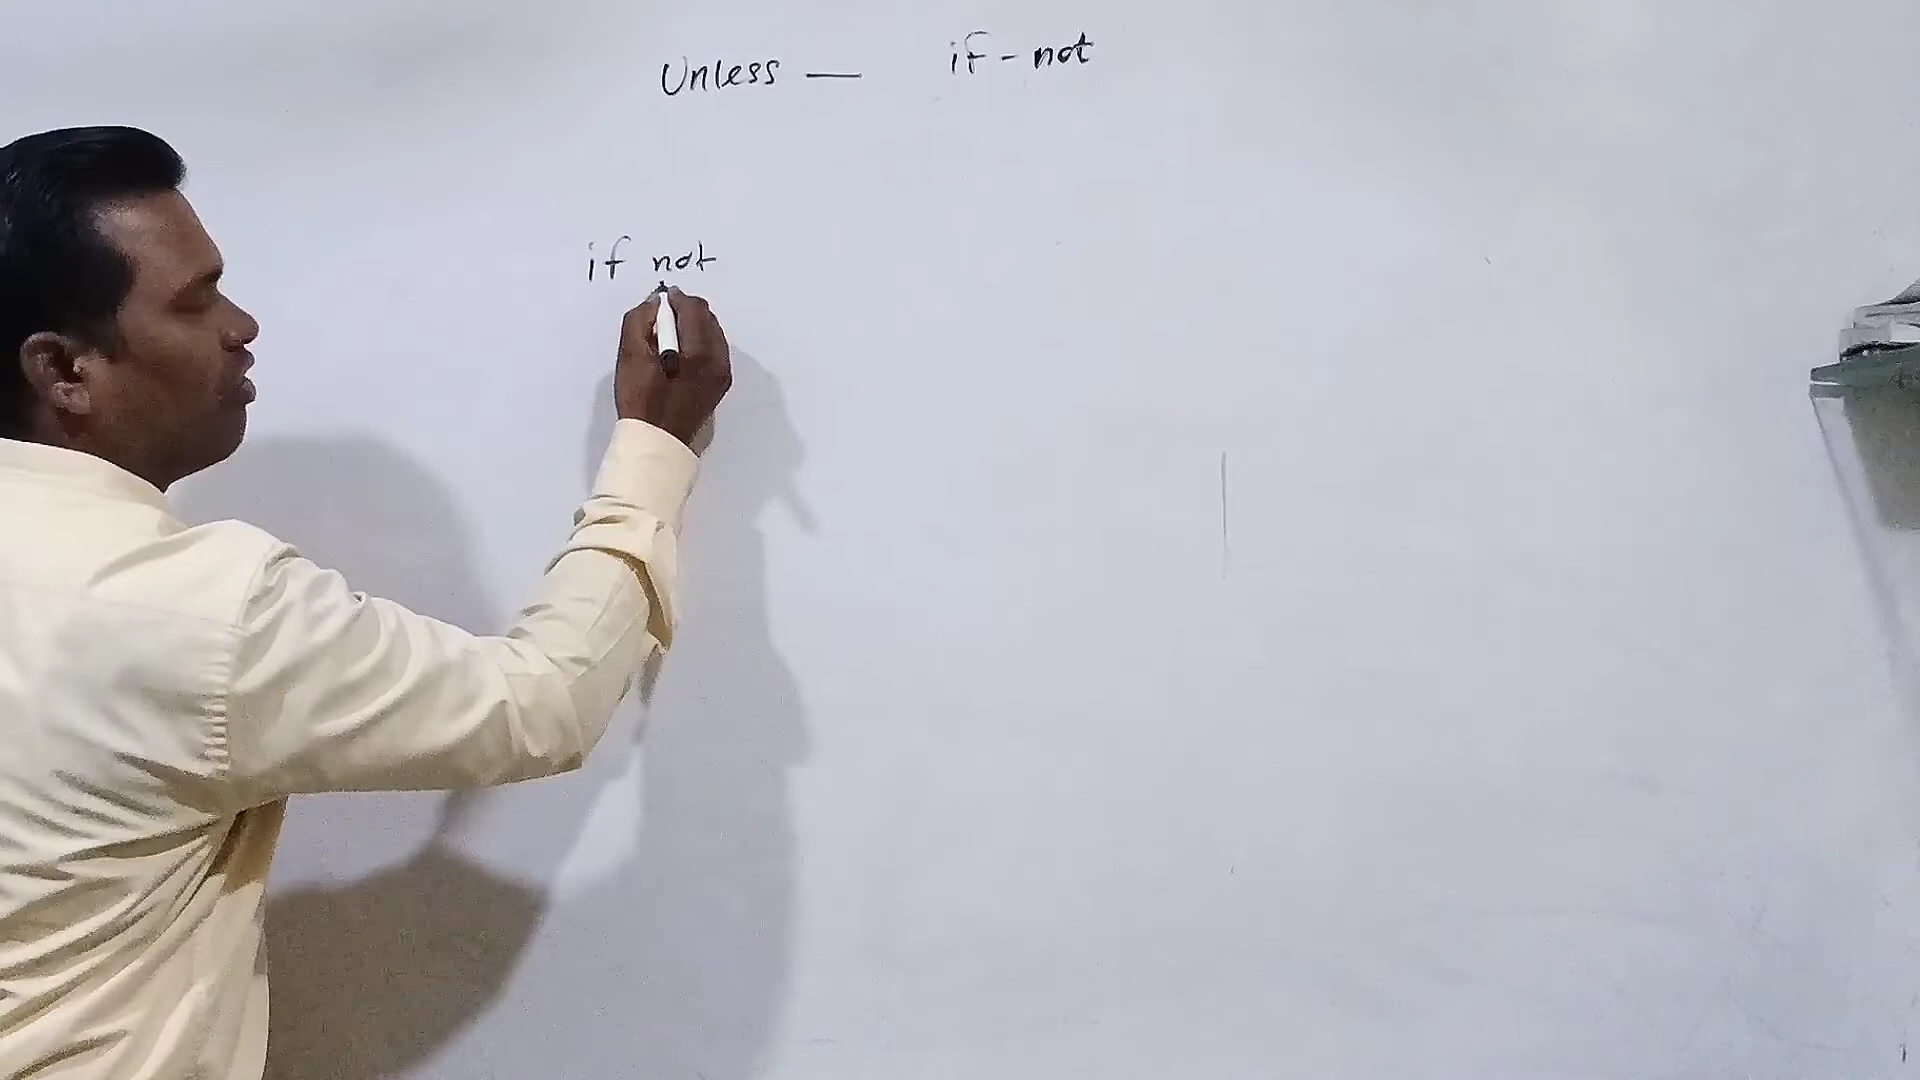 Unless — if - not
if not